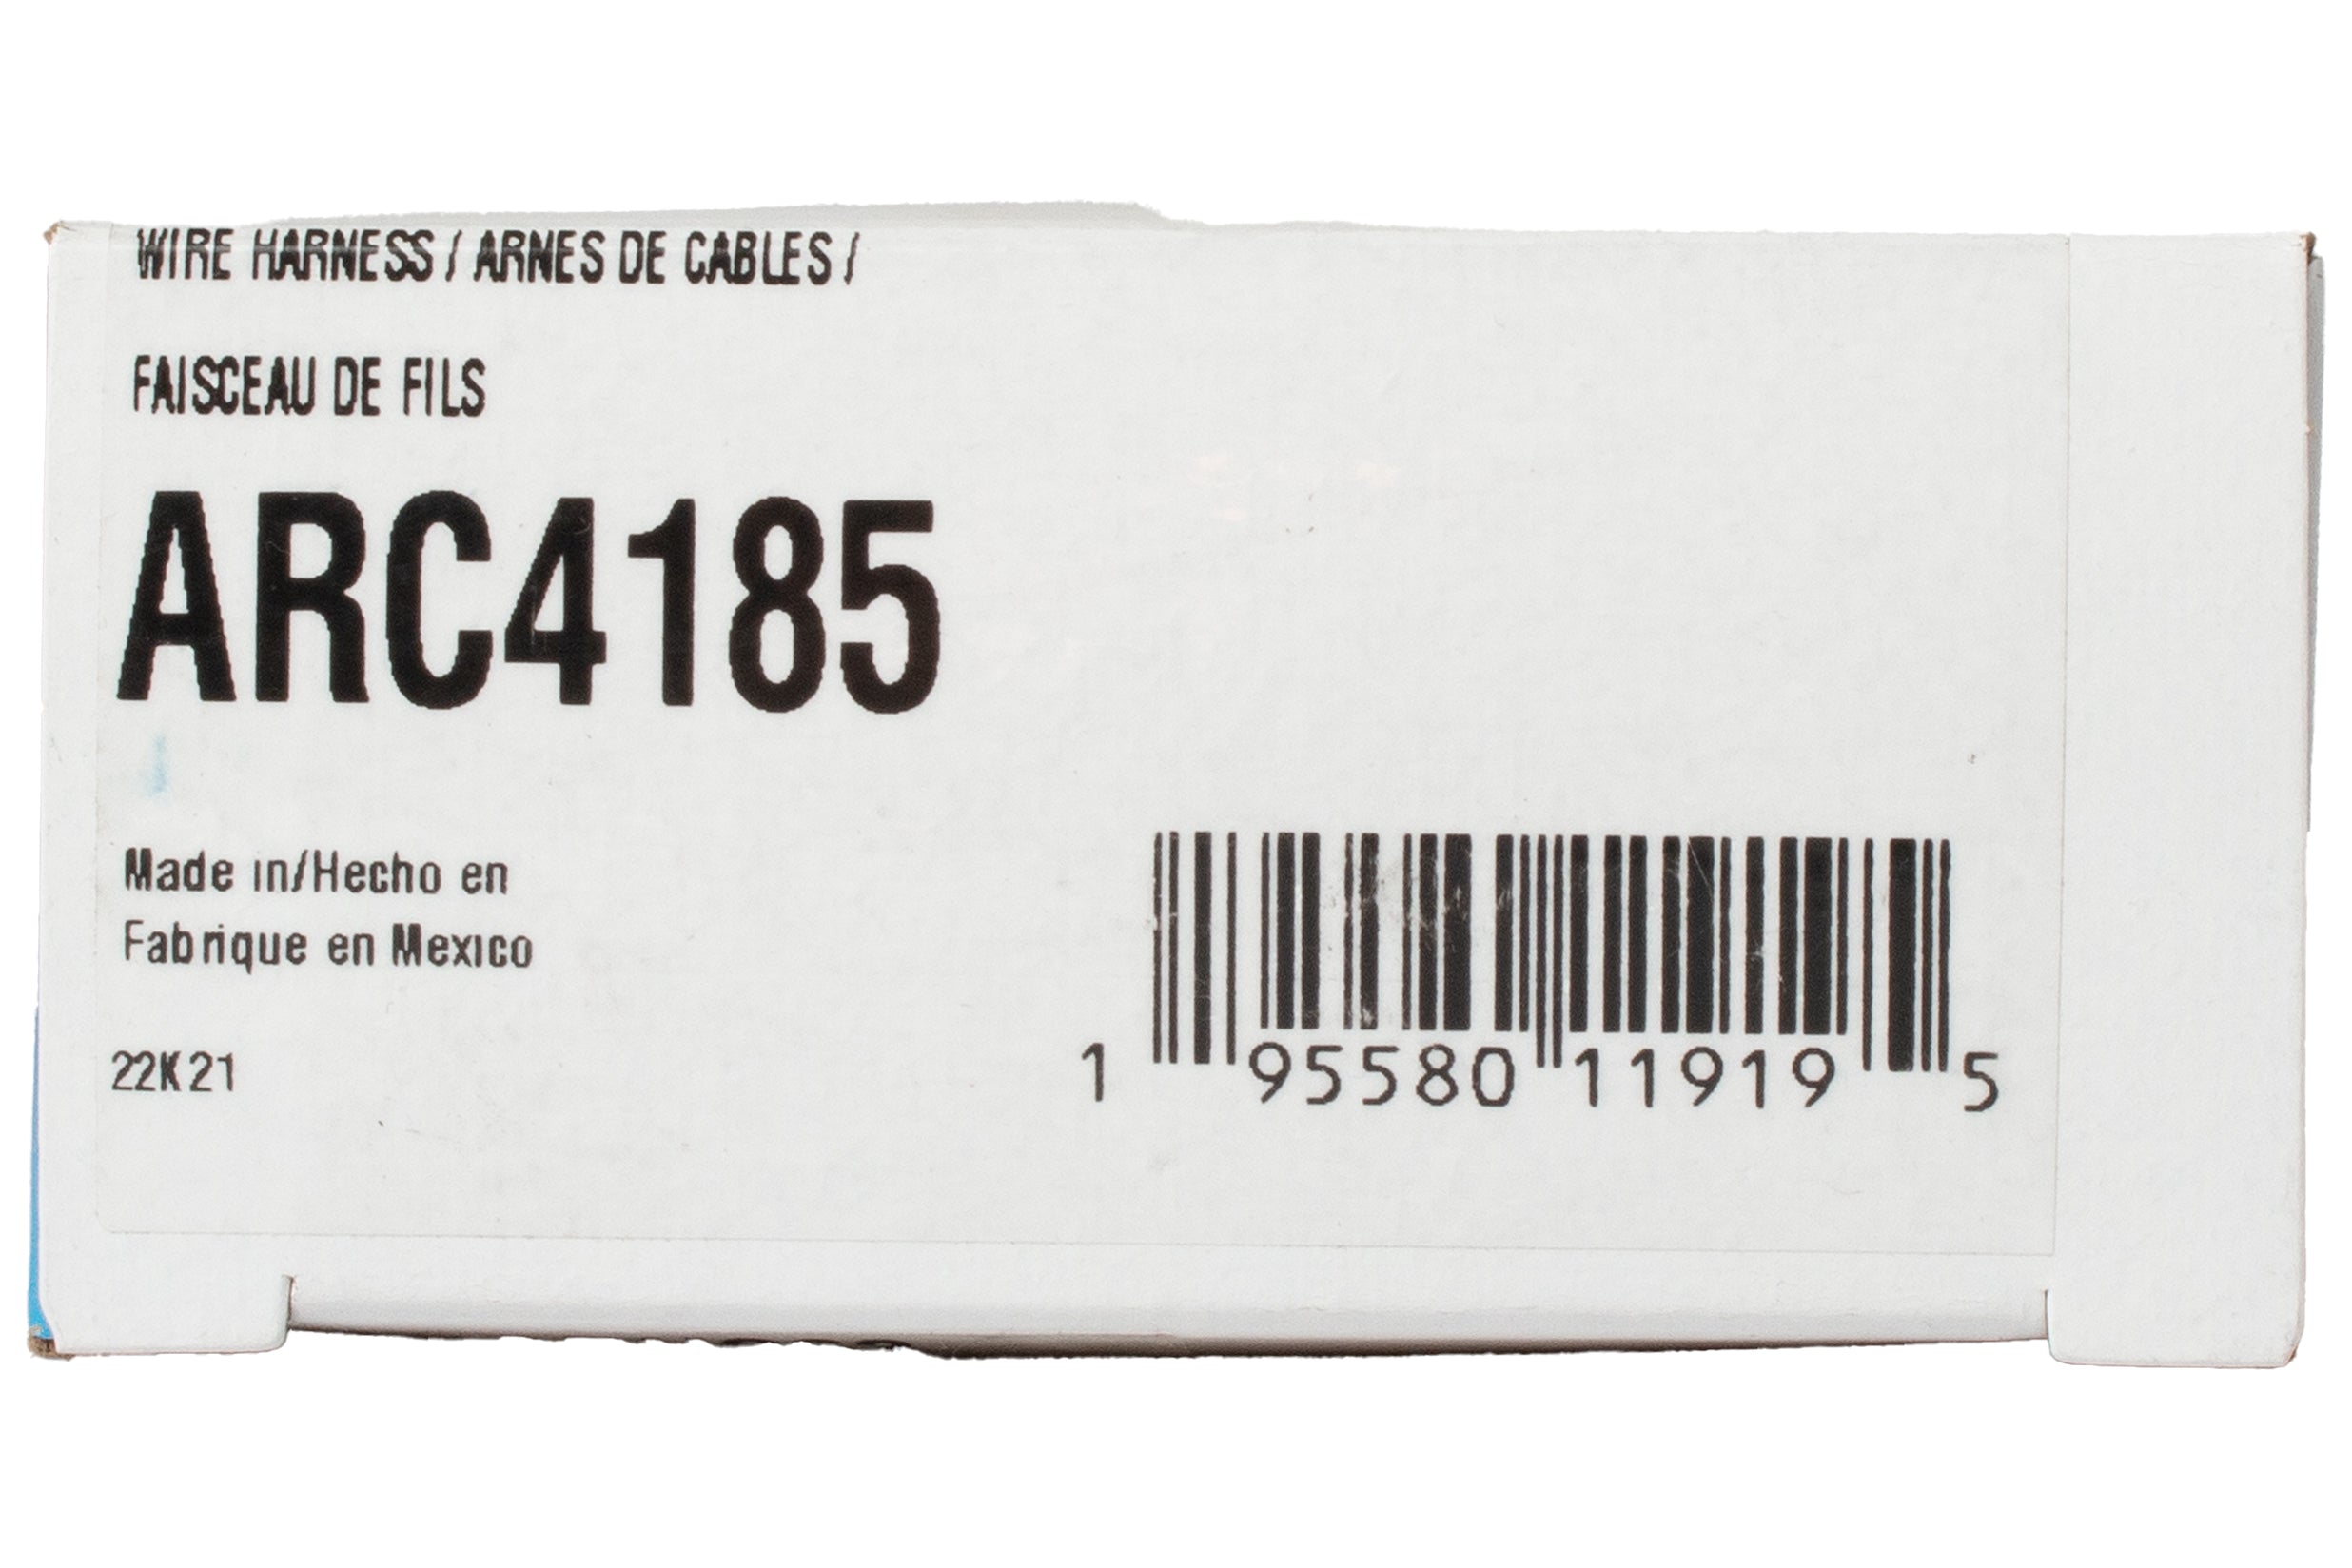 WIRE HARNESS / ARNES DE CABLES /
FAISCEAU DE FILS
ARC4185
Made in/Hecho en
Fabrique en Mexico
22K21
1 95580 11919 5